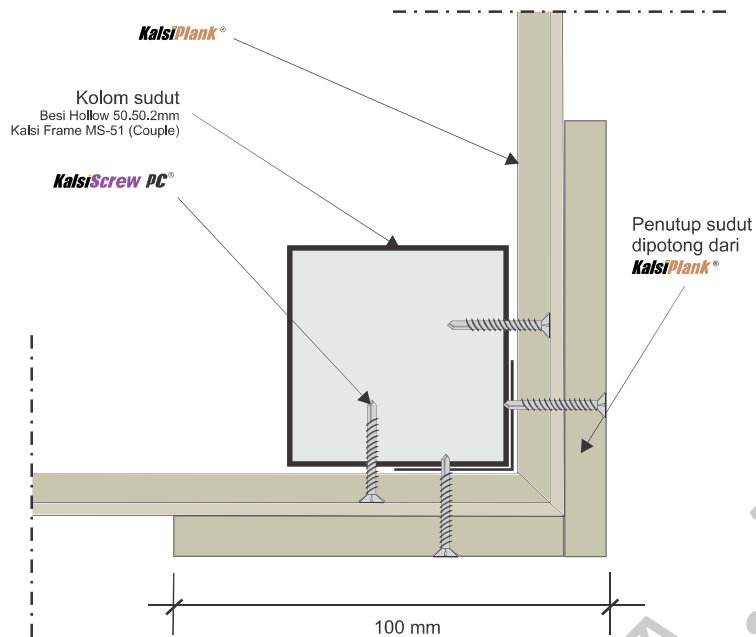 KalsiPlank®
Kolom sudut
Besi Hollow 50.50.2mm
Kalsi Frame MS-51 (Couple)
KalsiScrew PC®
Penutup sudut
dipotong dari
KalsiPlank®
100 mm